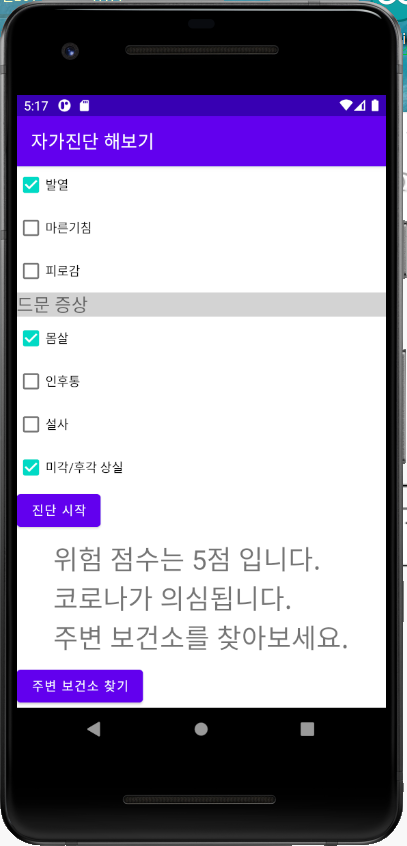 5:17
자가진단 해보기
발열
마른기침
피로감
드문 증상
몸살
인후통
설사
미각/후각 상실
진단 시작
위험 점수는 5점 입니다.
코로나가 의심됩니다.
주변 보건소를 찾아보세요.
주변 보건소 찾기